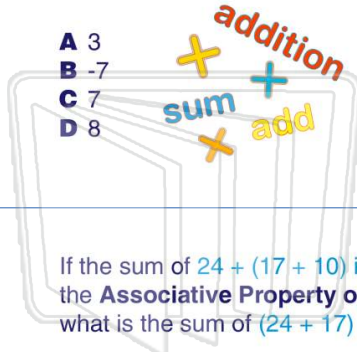 A 3
B -7
C 7
D 8
addition
sum
add
If the sum of 24 + (17 + 10) i
the Associative Property o
what is the sum of (24 + 17)